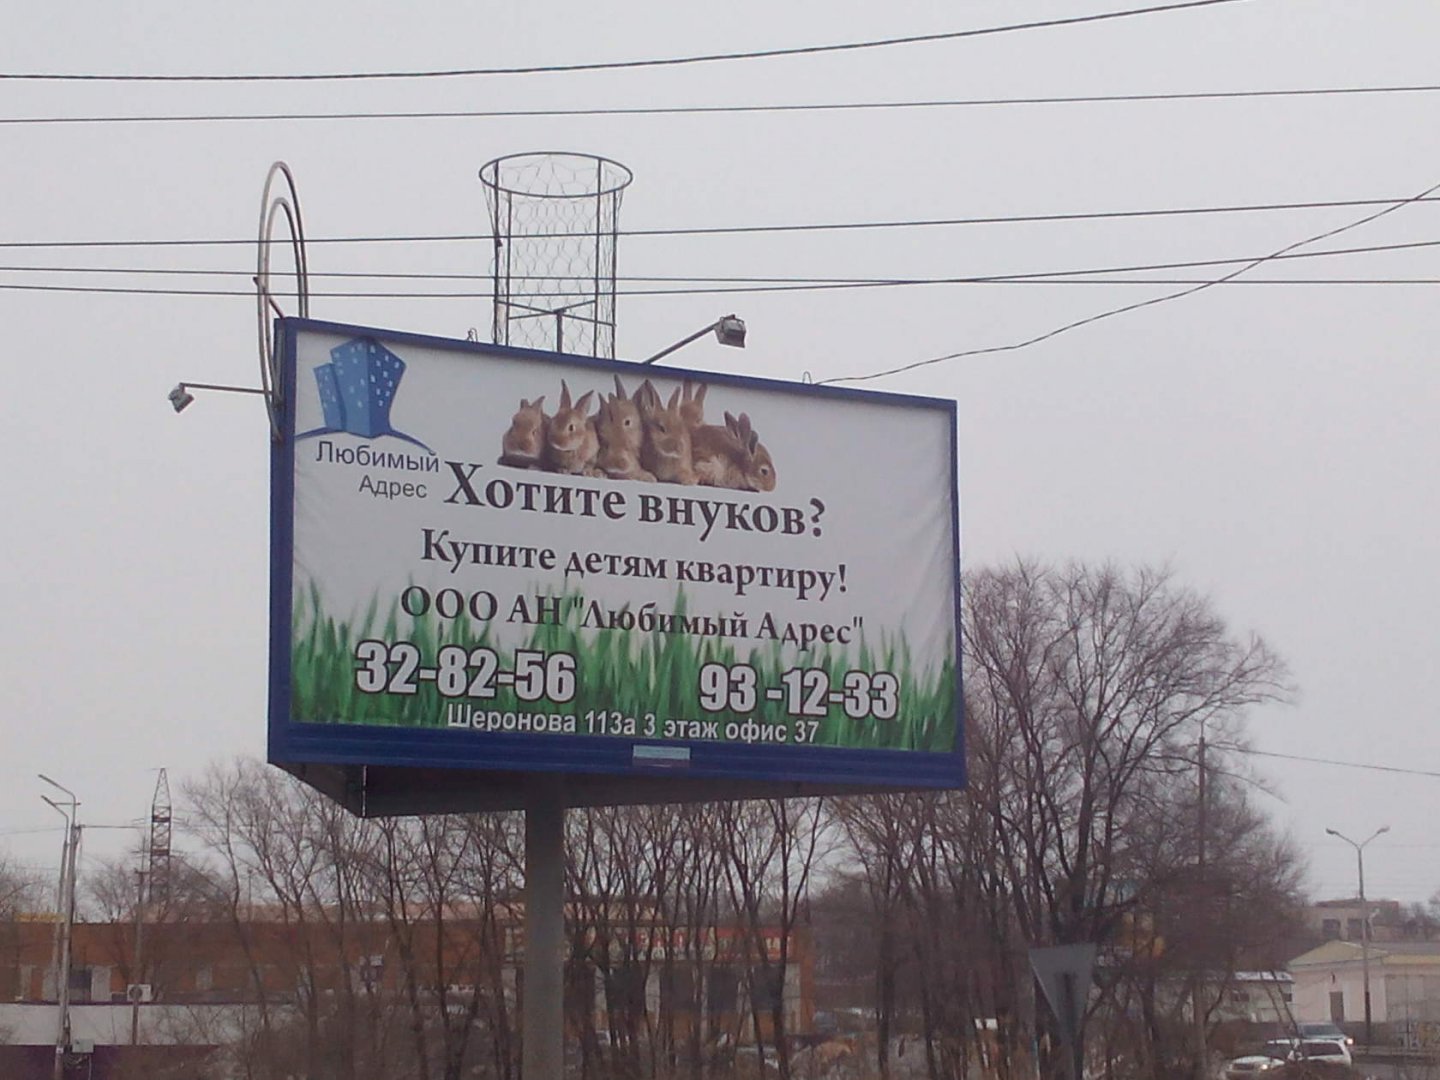 Любимый
Адрес
Хотите внуков?
Купите детям квартиру!
ООО АН "Любимый Адрес"
32-82-56 93-12-33
Шеронова 113а 3 этаж офис 37